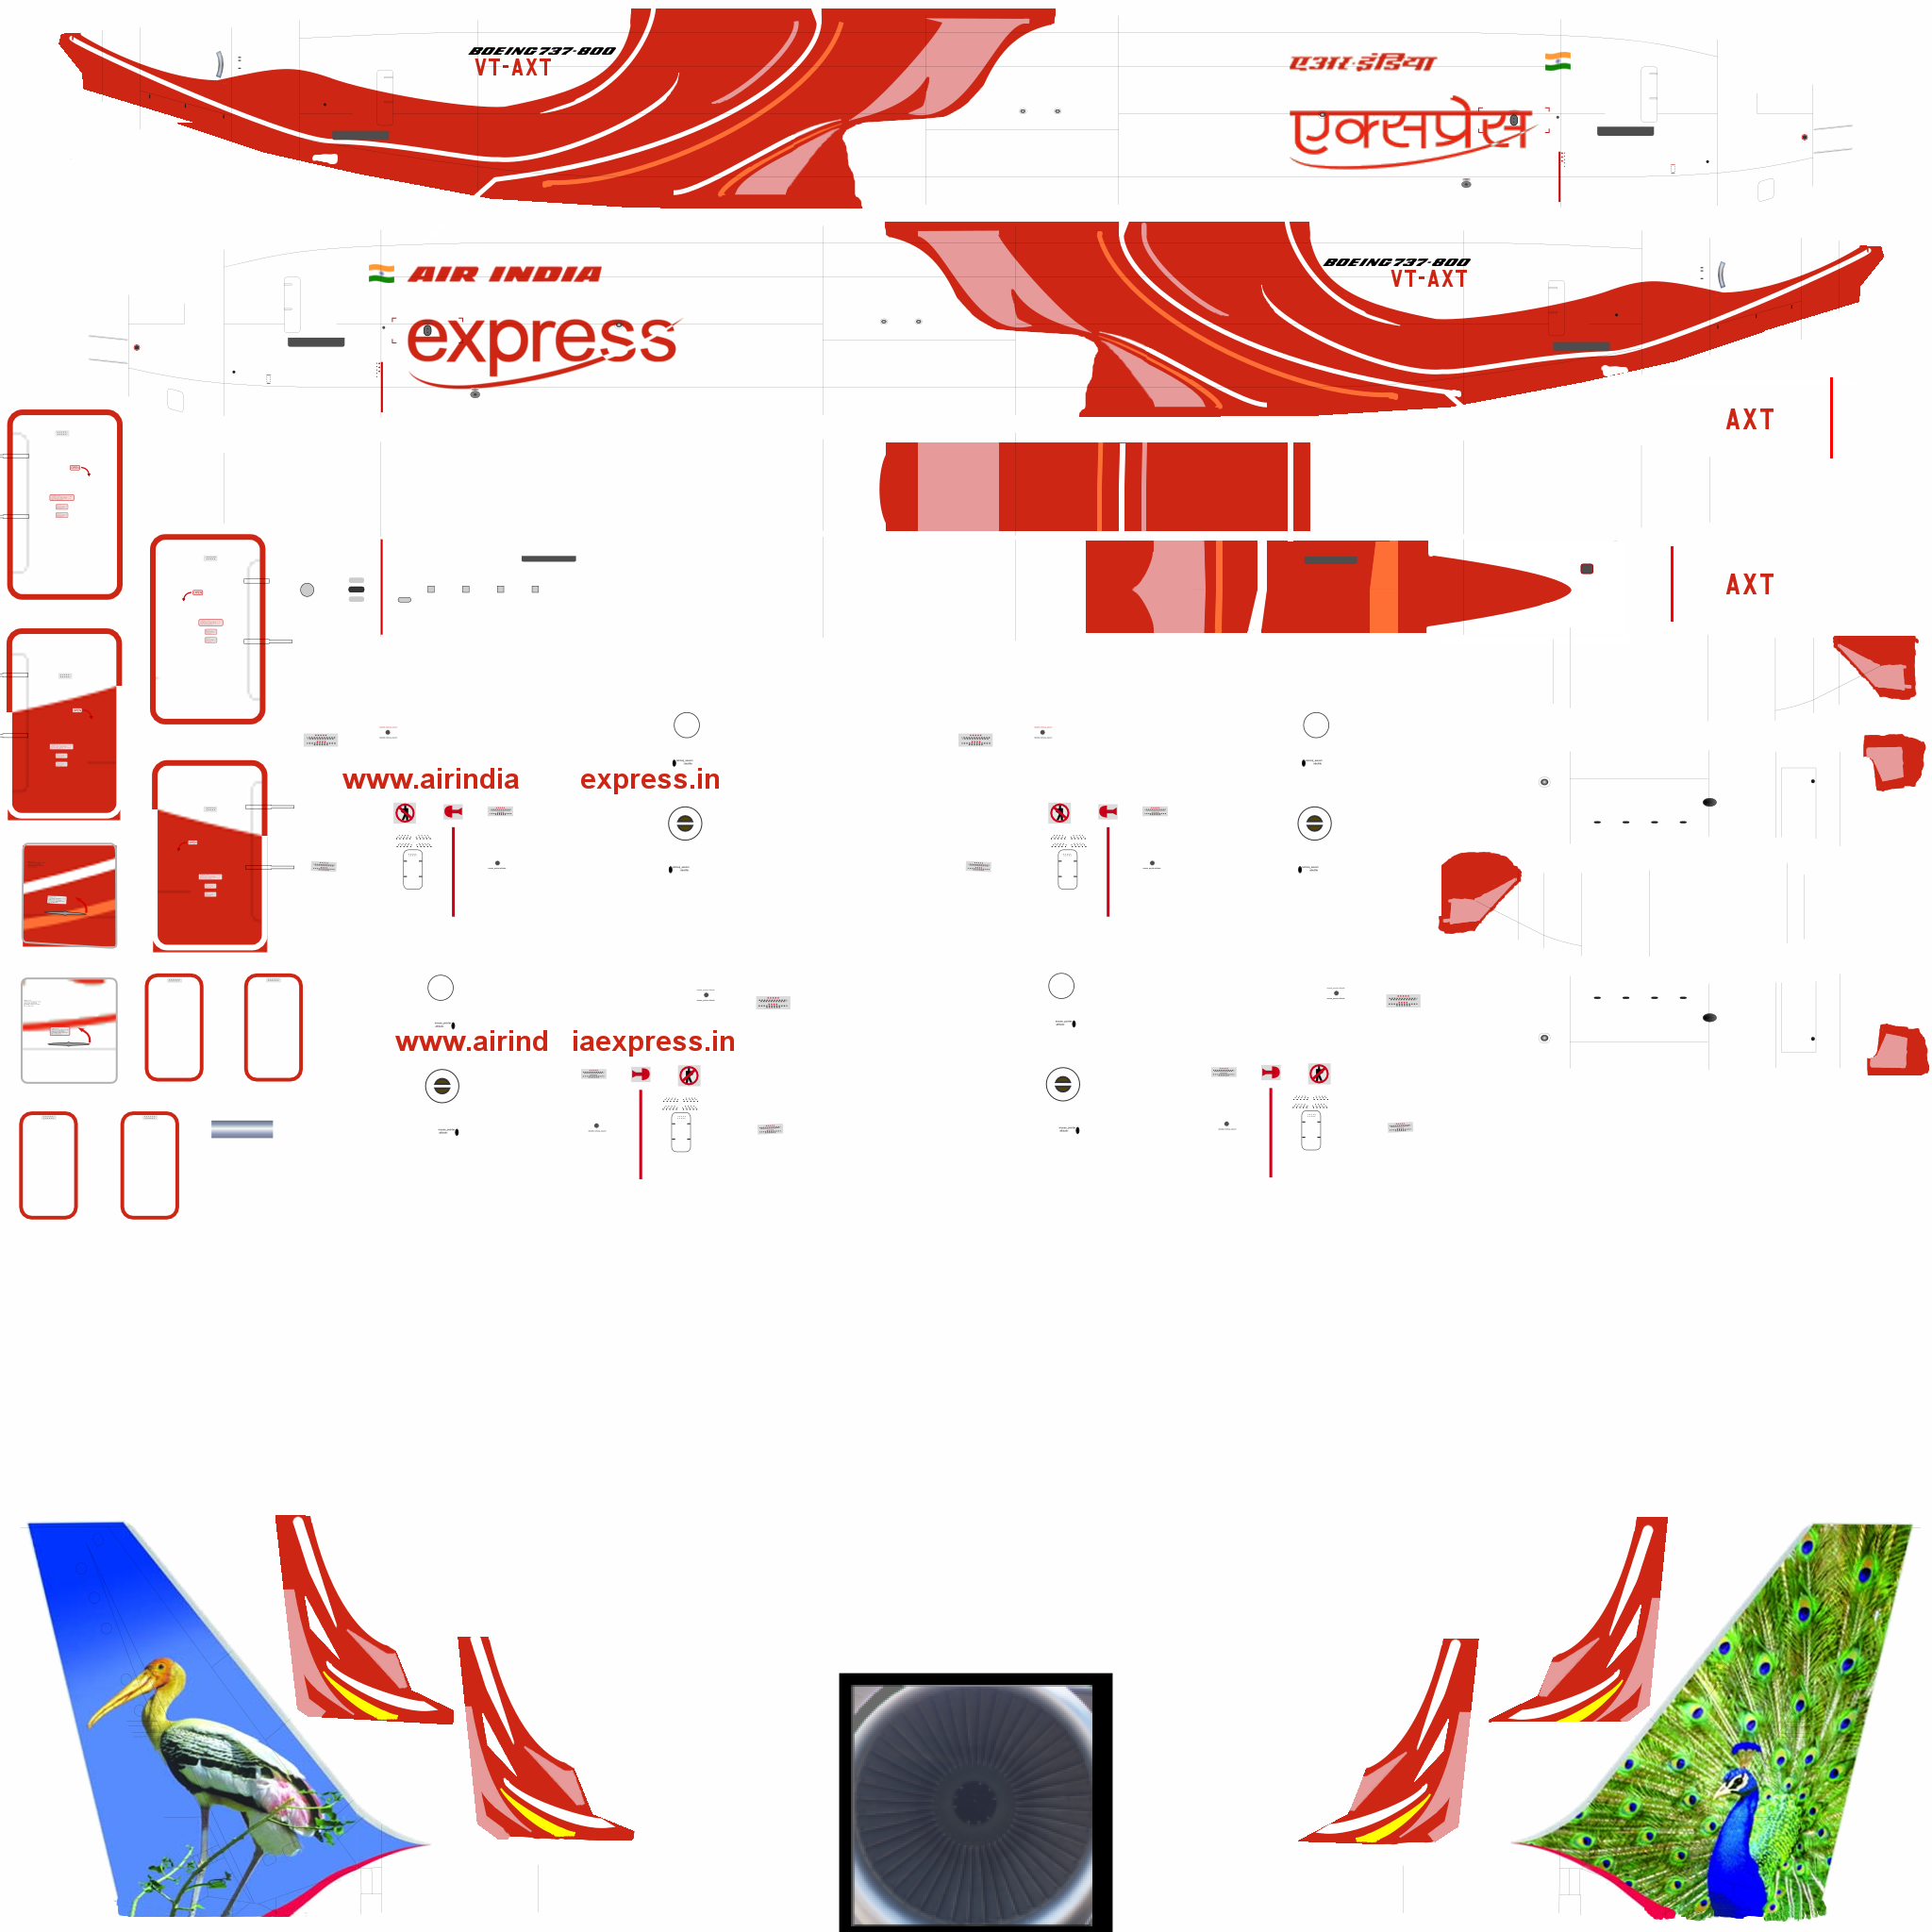 BOEING 737-800
VT-AXT
एअर-इंडिया
एक्सप्रेस
AIR INDIA
express
BOEING 737-800
VT-AXT
AXT
AXT
www.airindia express.in
www.airind iaexpress.in